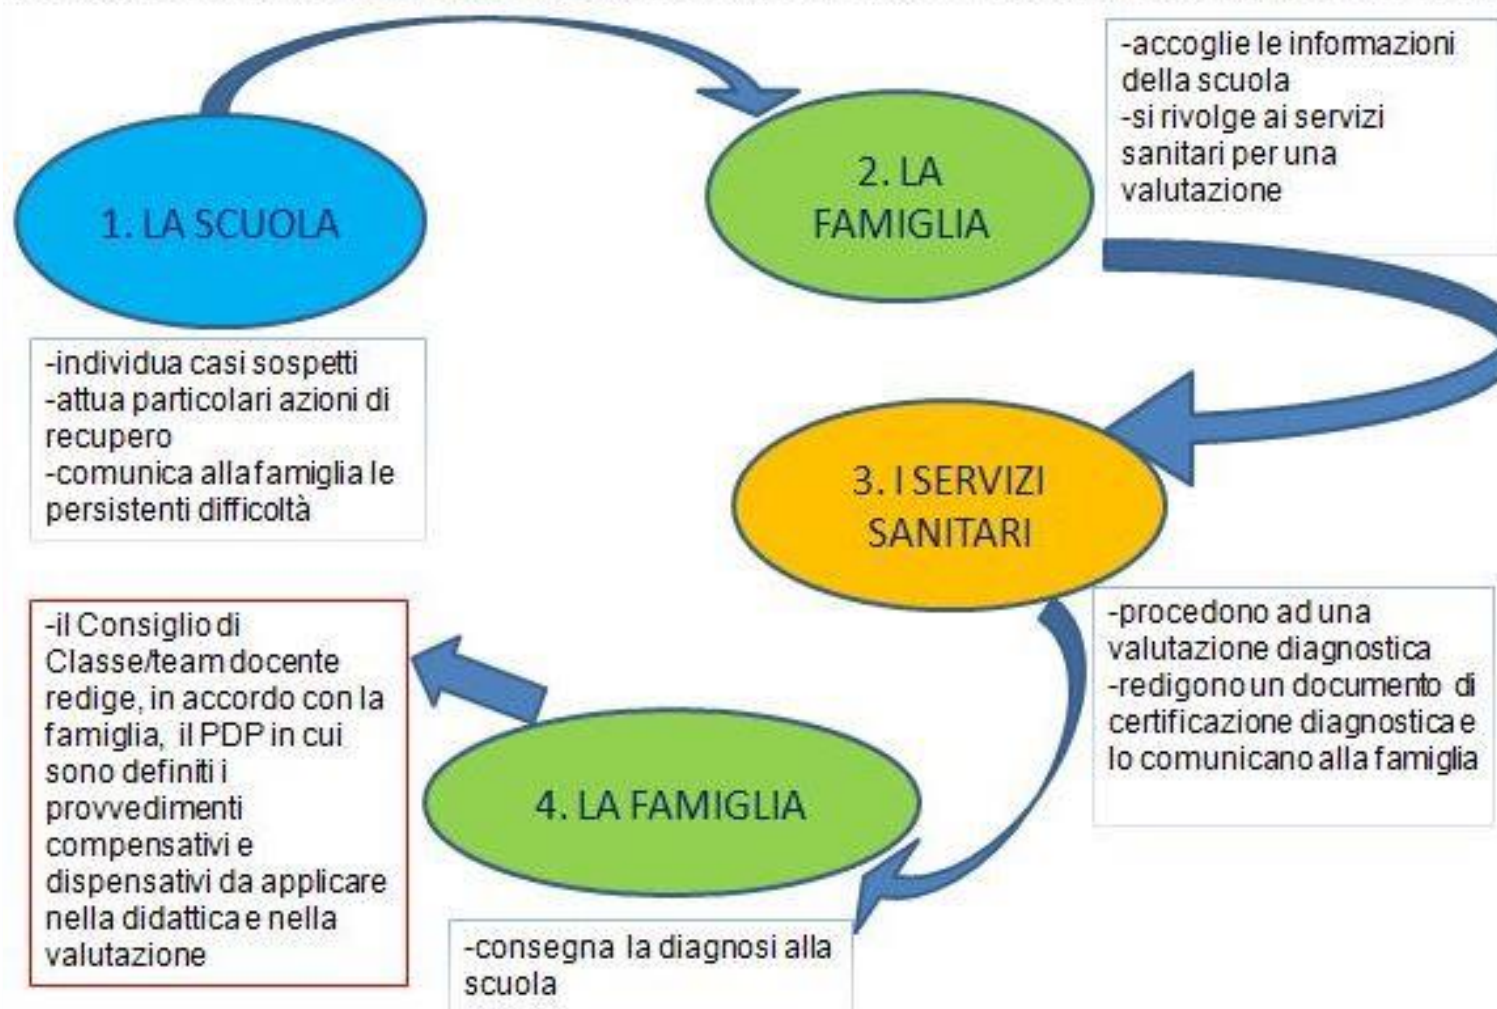 1. LA SCUOLA
-individua casi sospetti
-attua particolari azioni di
recupero
-comunica alla famiglia le
persistenti difficoltà
2. LA
FAMIGLIA
-accoglie le informazioni
della scuola
-si rivolge ai servizi
sanitari per una
valutazione
3. I SERVIZI
SANITARI
-procedono ad una
valutazione diagnostica
-redigono un documento di
certificazione diagnostica e
lo comunicano alla famiglia
4. LA FAMIGLIA
-consegna la diagnosi alla
scuola
-il Consiglio di
Classe/team docente
redige, in accordo con la
famiglia, il PDP in cui
sono definiti i
provvedimenti
compensativi e
dispensativi da applicare
nella didattica e nella
valutazione